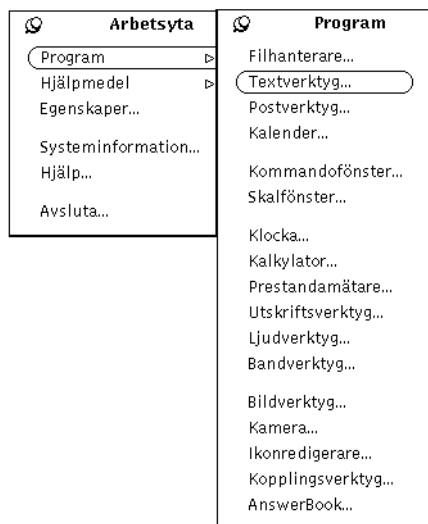 Arbetsyta
Program
Hjälpmedel
Egenskaper...
Systeminformation...
Hjälp...
Avsluta...
Program
Filhanterare...
Textverktyg...
Postverktyg...
Kalender...
Kommandofönster...
Skalfönster...
Klocka...
Kalkylator...
Prestandamätare...
Utskriftsverktyg...
Ljudverktyg...
Bandverktyg...
Bildverktyg...
Kamera...
Ikonredigerare...
Kopplingsverktyg...
AnswerBook...